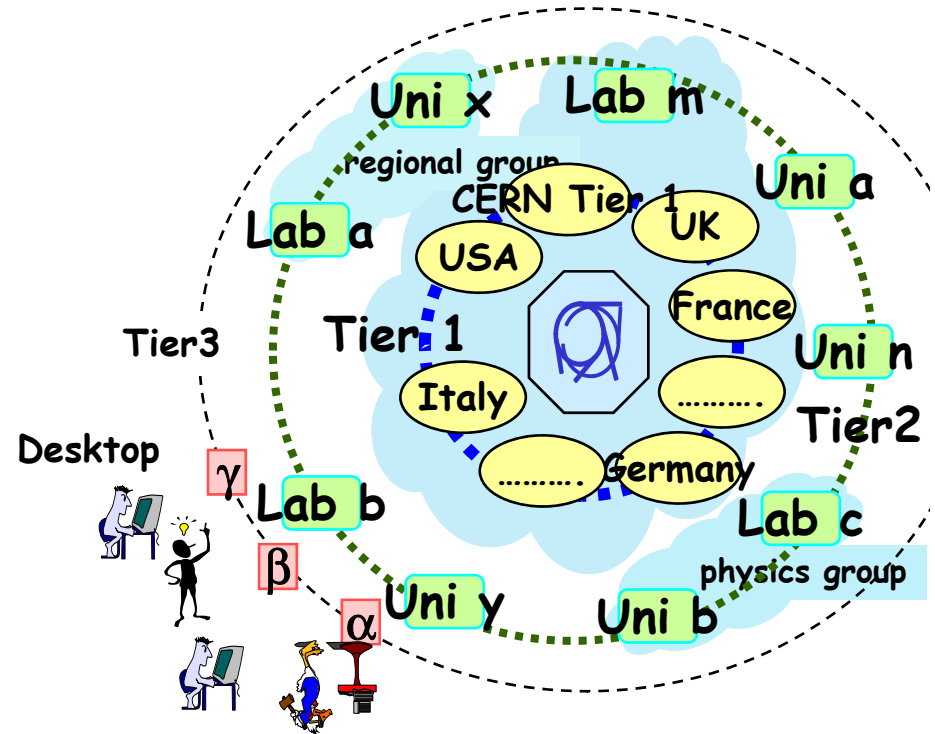 Uni x
Lab m
regional group
Uni a
CERN Tier 1
UK
Lab a
USA
France
Tier3
Tier 1
Uni n
Italy
……….
Tier2
Desktop
γ
……….
Germany
Lab b
Lab c
β
physics group
α
Uni y
Uni b